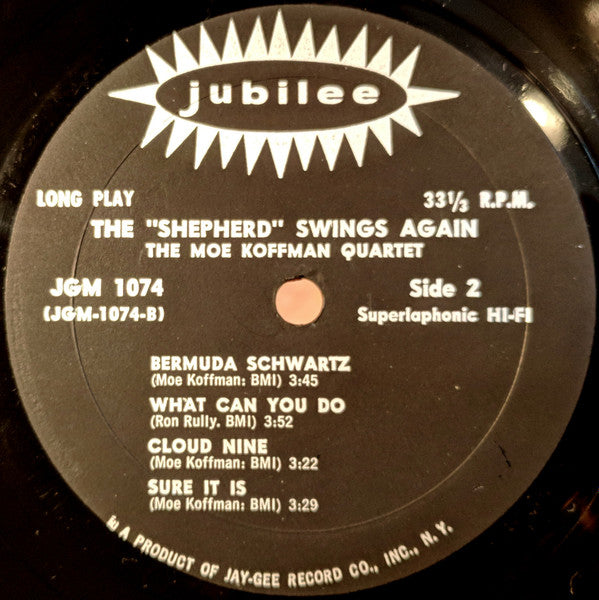 jubilee
LONG PLAY
33⅓ R.P.M.
THE "SHEPHERD" SWINGS AGAIN
THE MOE KOFFMAN QUARTET
JGM 1074
Side 2
(JGM-1074-B)
Superlaphonic HI-FI
BERMUDA SCHWARTZ
(Moe Koffman: BMI) 3:45
WHAT CAN YOU DO
(Ron Rully. BMI) 3:52
CLOUD NINE
(Moe Koffman: BMI) 3:22
SURE IT IS
(Moe Koffman: BMI) 3:29
A PRODUCT OF JAY-GEE RECORD CO., INC., N. Y.